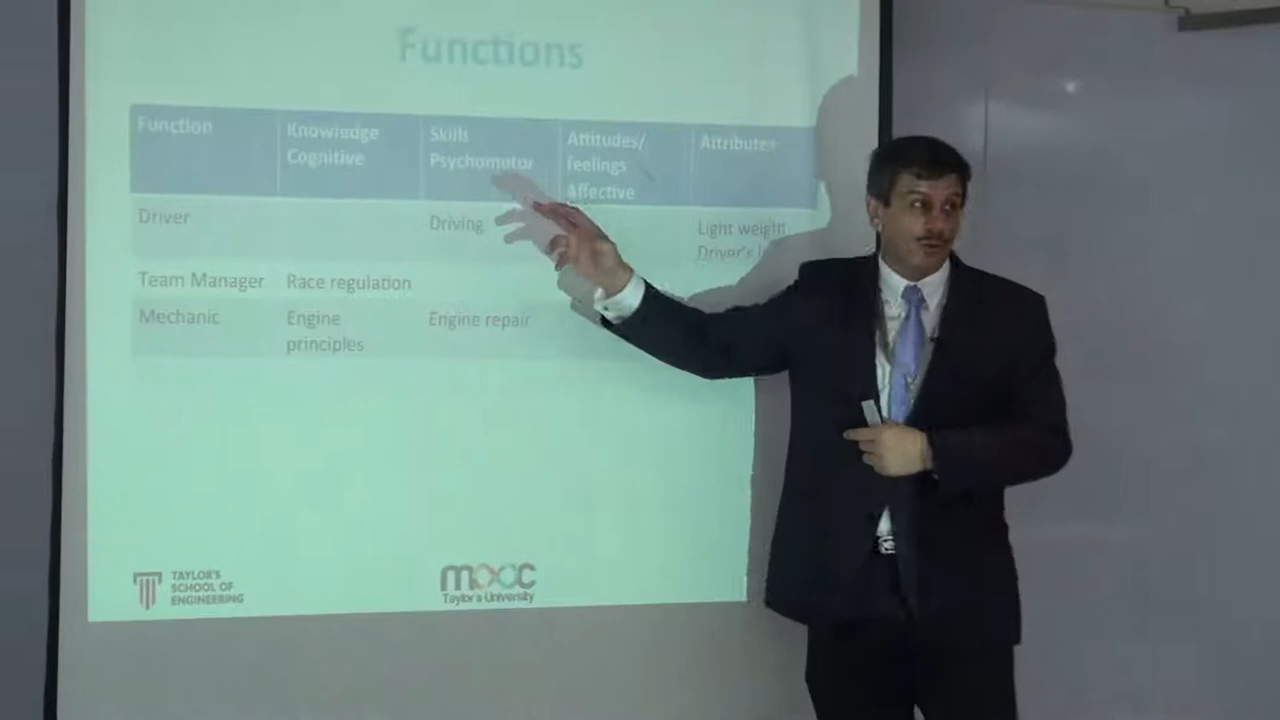 Functions
Function
Knowledge
Cognitive
Skills
Psychomotor
Attitudes/
feelings
Affective
Attributes
Driver
Driving
Light weight
Driver's
Team Manager
Race regulation
Mechanic
Engine
principles
Engine repair
TAYLOR'S
SCHOOL OF
ENGINEERING
mooc
Taylor's University